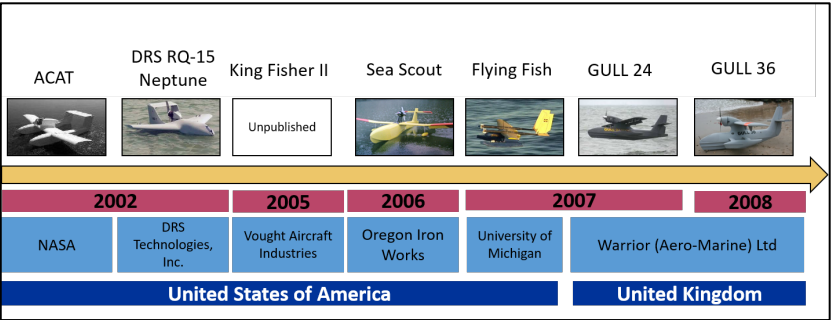 ACAT
DRS RQ-15
Neptune
King Fisher II
Sea Scout
Flying Fish
GULL 24
GULL 36
Unpublished
2002
2005
2006
2007
2008
NASA
DRS
Technologies,
Inc.
Vought Aircraft
Industries
Oregon Iron
Works
University of
Michigan
Warrior (Aero-Marine) Ltd
United States of America
United Kingdom